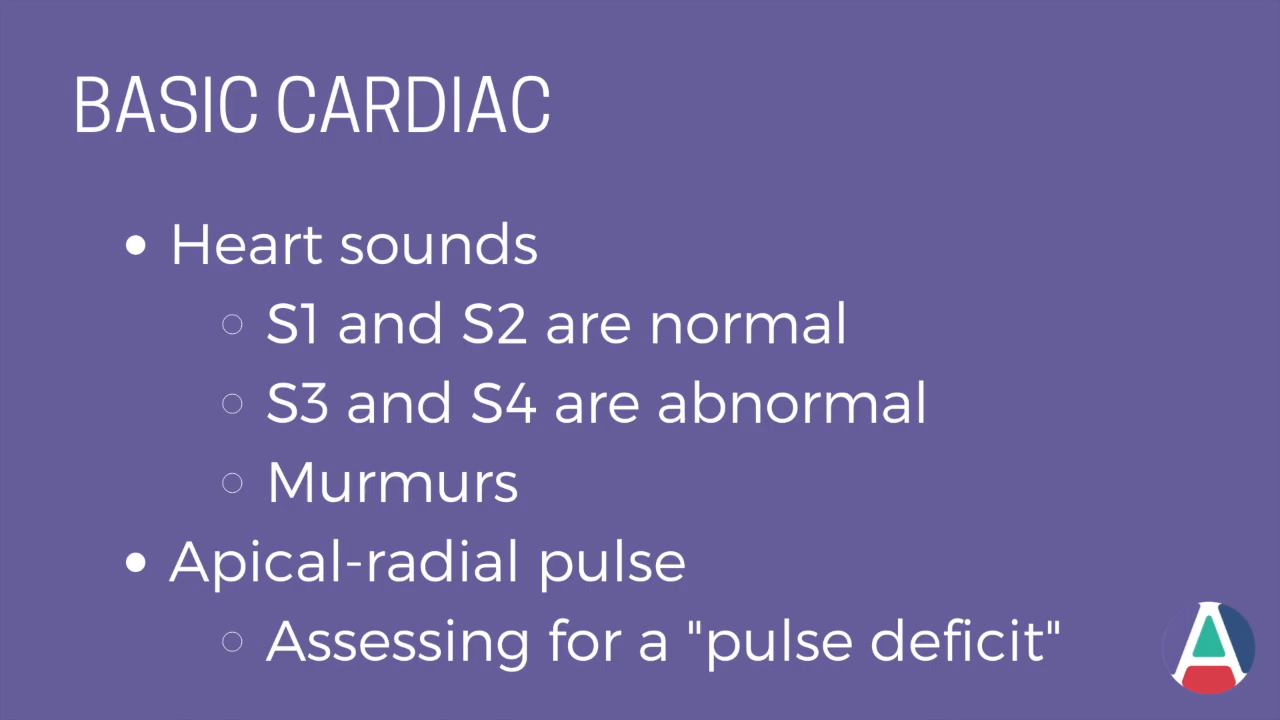 BASIC CARDIAC
Heart sounds
S1 and S2 are normal
S3 and S4 are abnormal
Murmurs
Apical-radial pulse
Assessing for a "pulse deficit"
A